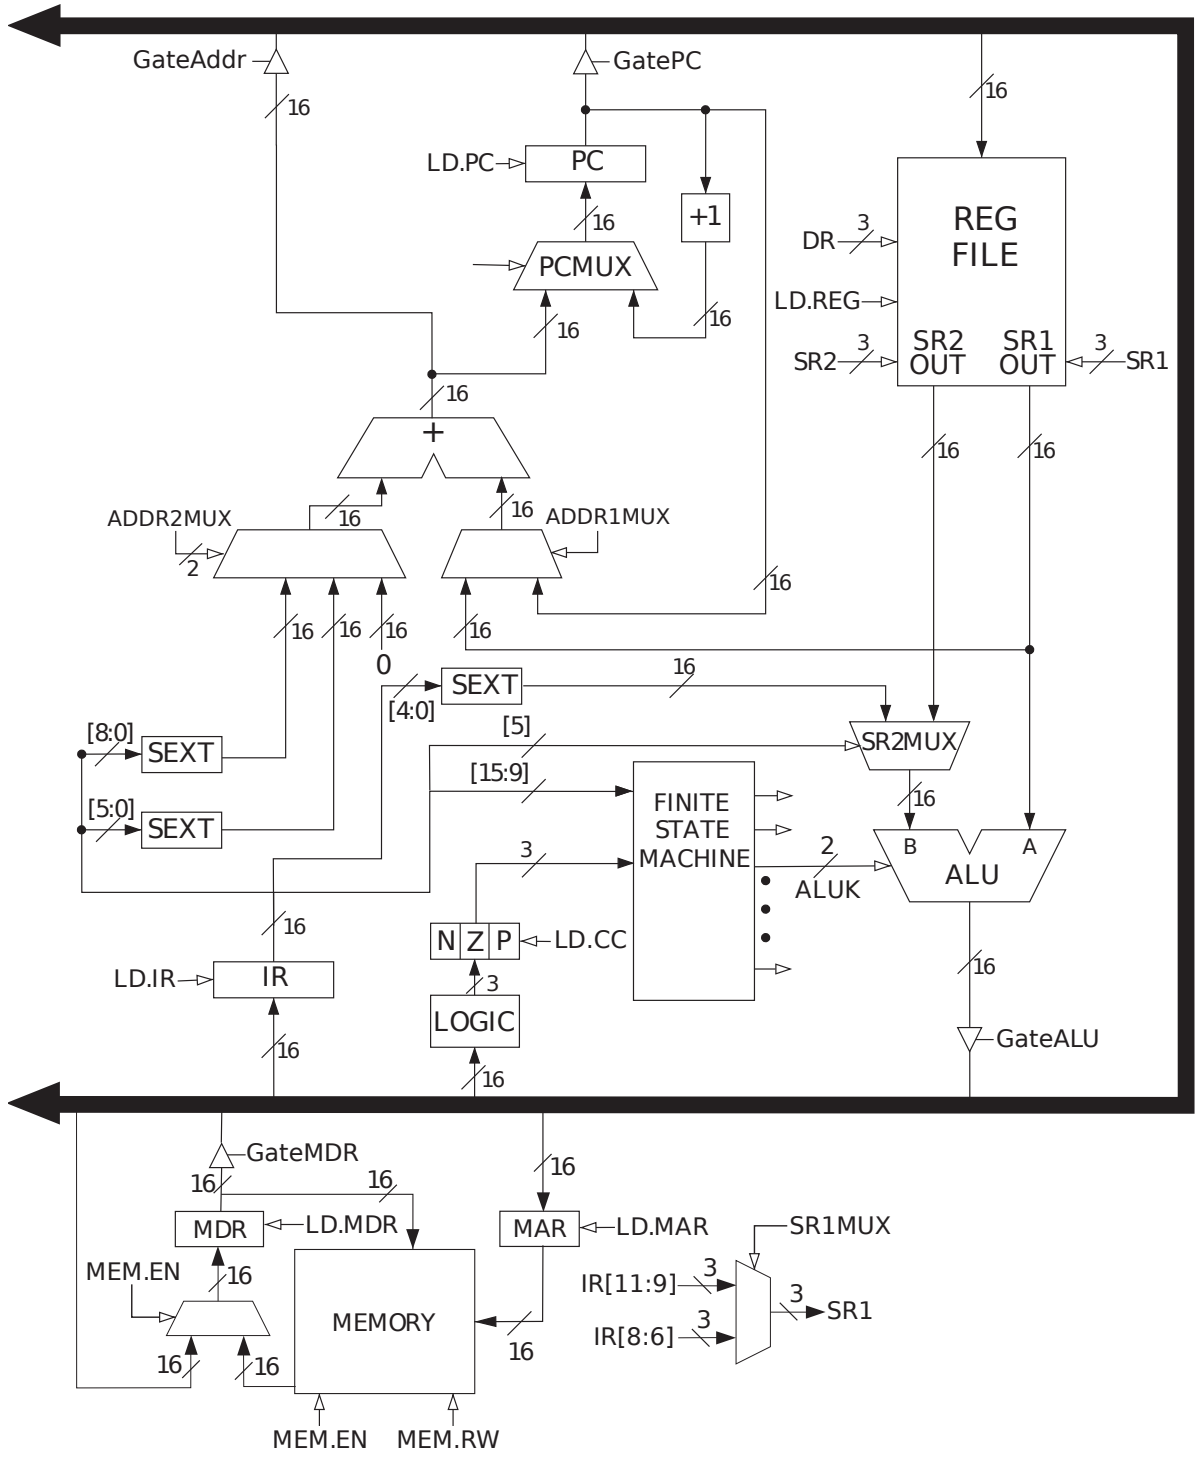 GateAddr
GatePC
16
16
LD.PC
PC
+1
16
PCMUX
16
16
REG
FILE
DR
3
LD.REG
SR2
3
SR2
OUT
SR1
OUT
3
SR1
16
+
16
16
ADDR2MUX
2
16
16
ADDR1MUX
16
16
16
16
0
16
[4:0]
SEXT
16
[8:0]
SEXT
[5:0]
SEXT
[5]
[15:9]
SR2MUX
16
FINITE
STATE
MACHINE
3
2
ALUK
B
A
ALU
16
N Z P
LD.CC
3
LOGIC
16
16
LD.IR
IR
16
16
GateALU
GateMDR
16
16
MDR
LD.MDR
16
MAR
LD.MAR
MEM.EN
16
16
16
MEMORY
16
MEM.EN
MEM.RW
SR1MUX
IR[11:9]
3
IR[8:6]
3
3
SR1